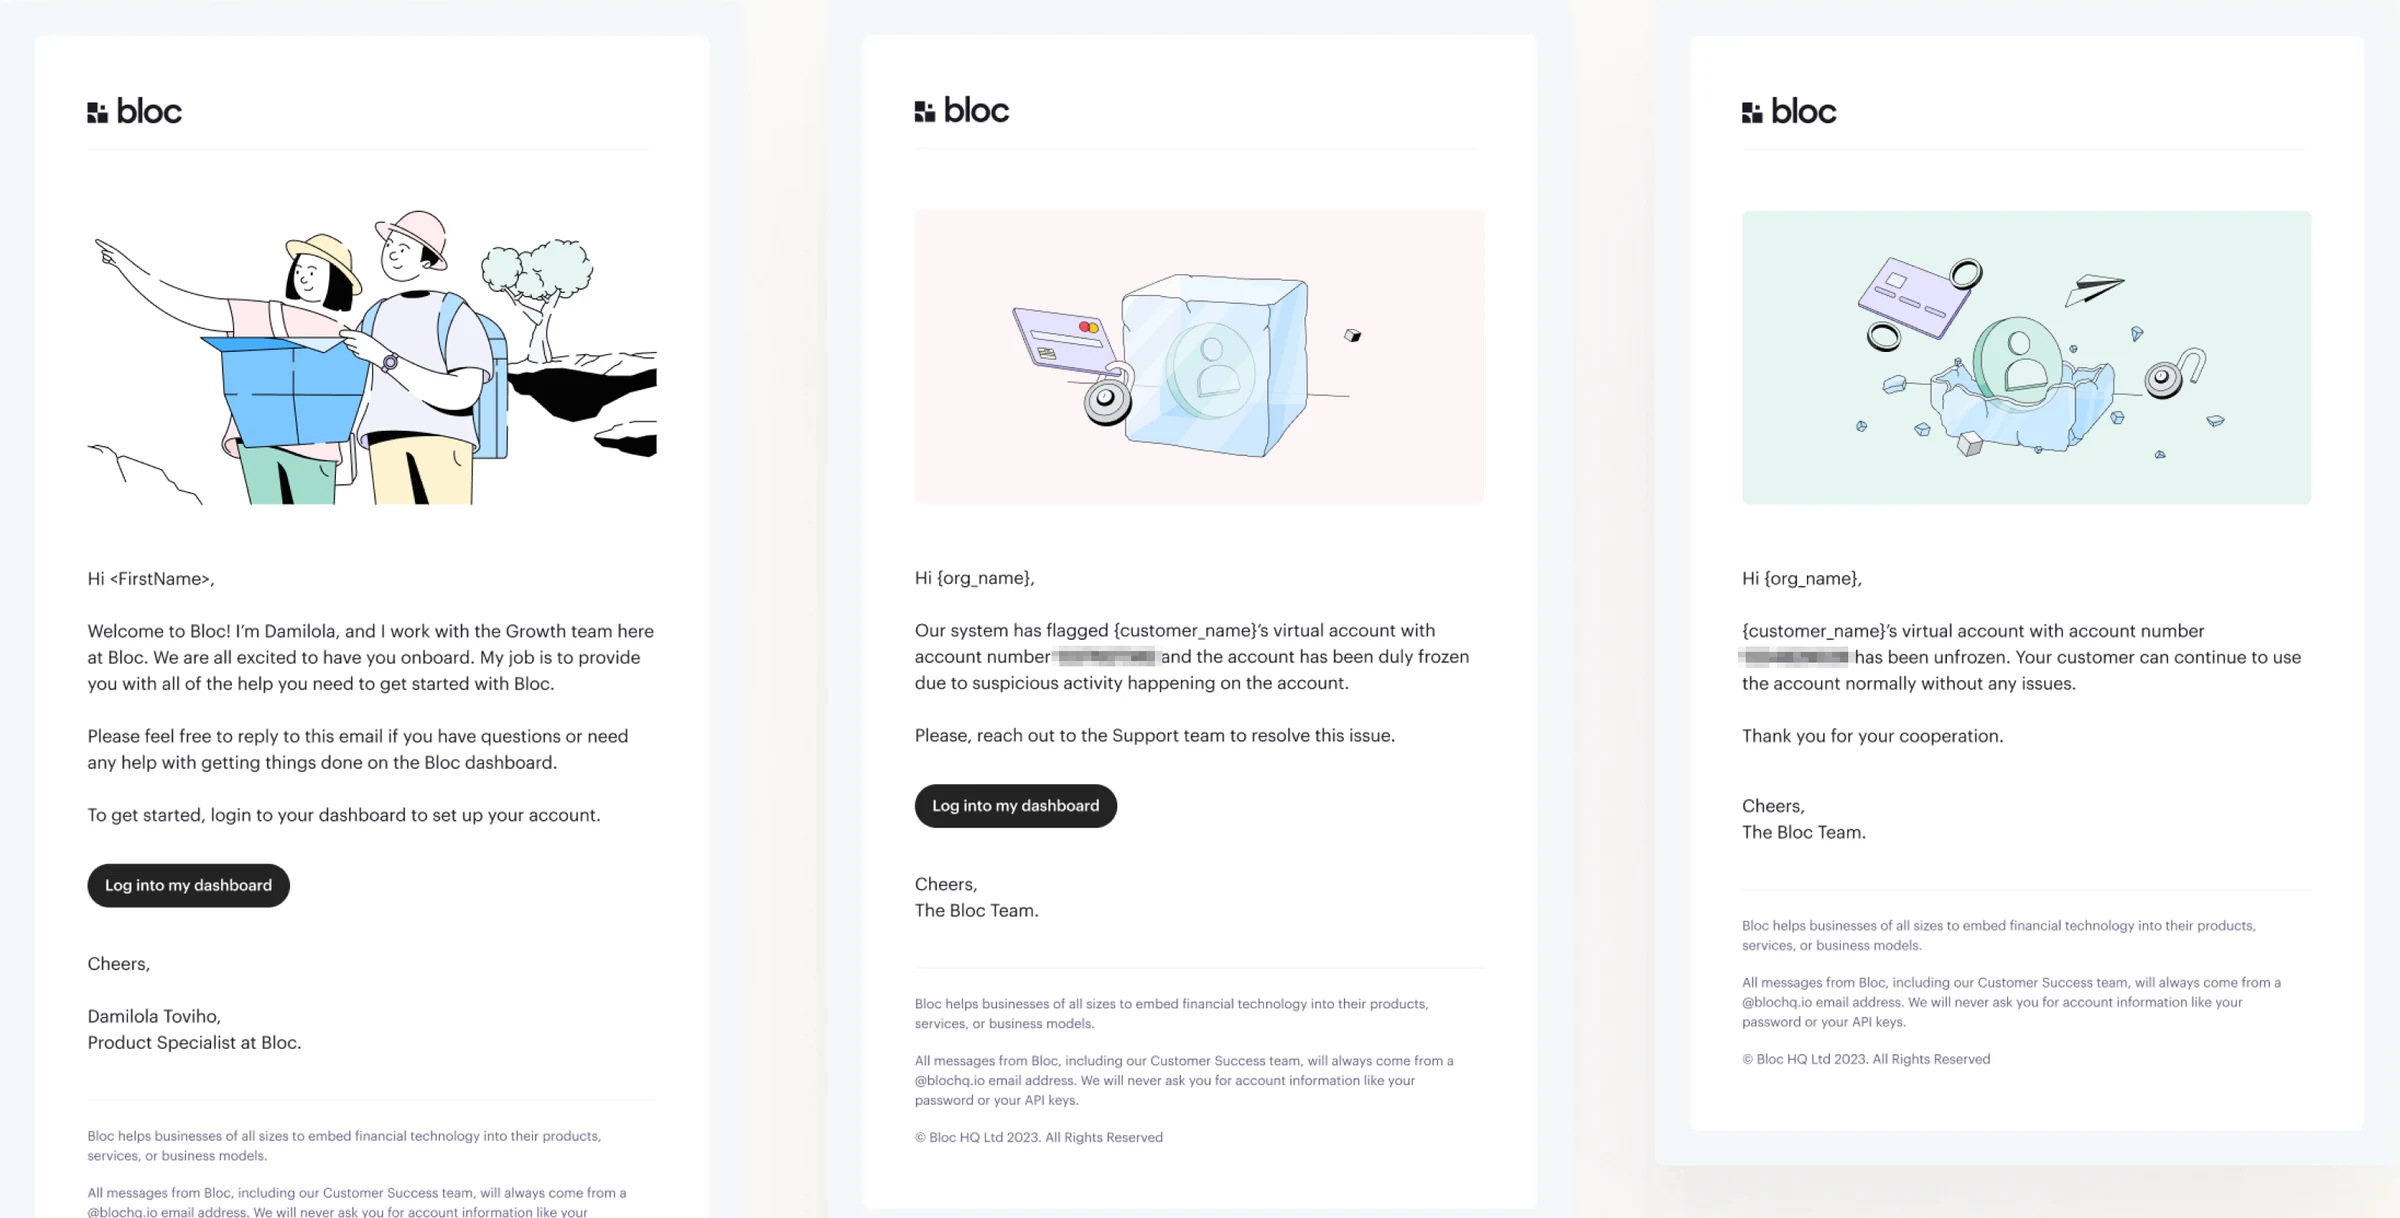 bloc
Hi <FirstName>,
Welcome to Bloc! I’m Damilola, and I work with the Growth team here
at Bloc. We are all excited to have you onboard. My job is to provide
you with all of the help you need to get started with Bloc.
Please feel free to reply to this email if you have questions or need
any help with getting things done on the Bloc dashboard.
To get started, login to your dashboard to set up your account.
Log into my dashboard
Cheers,
Damilola Toviho,
Product Specialist at Bloc.
Bloc helps businesses of all sizes to embed financial technology into their products,
services, or business models.
All messages from Bloc, including our Customer Success team, will always come from a
@blochq.io email address. We will never ask you for account information like your
bloc
Hi {org_name},
Our system has flagged {customer_name}’s virtual account with
account number and the account has been duly frozen
due to suspicious activity happening on the account.
Please, reach out to the Support team to resolve this issue.
Log into my dashboard
Cheers,
The Bloc Team.
Bloc helps businesses of all sizes to embed financial technology into their products,
services, or business models.
All messages from Bloc, including our Customer Success team, will always come from a
@blochq.io email address. We will never ask you for account information like your
password or your API keys.
© Bloc HQ Ltd 2023. All Rights Reserved
bloc
Hi {org_name},
{customer_name}’s virtual account with account number
has been unfrozen. Your customer can continue to use
the account normally without any issues.
Thank you for your cooperation.
Cheers,
The Bloc Team.
Bloc helps businesses of all sizes to embed financial technology into their products,
services, or business models.
All messages from Bloc, including our Customer Success team, will always come from a
@blochq.io email address. We will never ask you for account information like your
password or your API keys.
© Bloc HQ Ltd 2023. All Rights Reserved